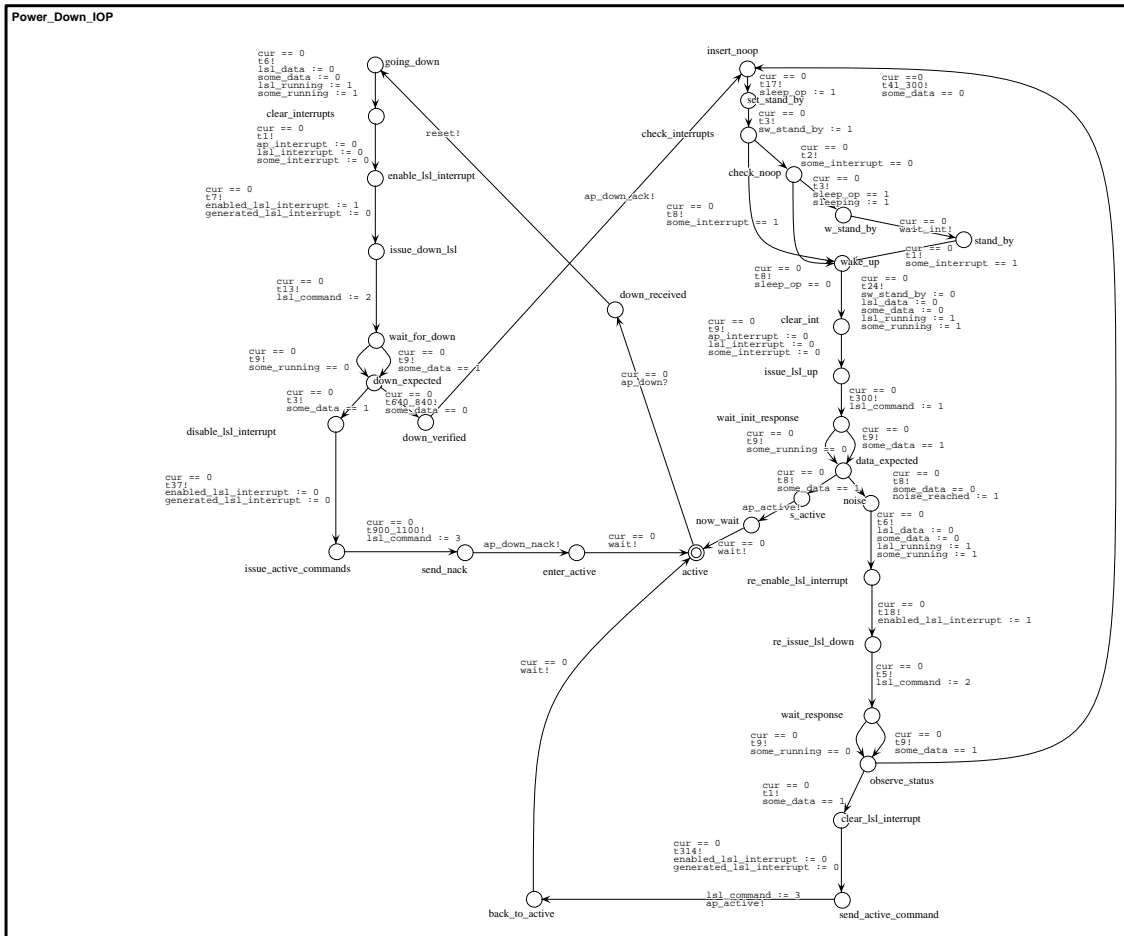 Power_Down_IOP
cur == 0
t6!
lsl_data := 0
some_data := 0
lsl_running := 1
some_running := 1
going_down
clear_interrupts
cur == 0
t1!
ap_interrupt := 0
lsl_interrupt := 0
some_interrupt := 0
enable_lsl_interrupt
cur == 0
t7!
enabled_lsl_interrupt := 1
generated_lsl_interrupt := 0
issue_down_lsl
cur == 0
t13!
lsl_command := 2
wait_for_down
cur == 0
t9!
some_running == 0
cur == 0
t9!
some_data == 1
down_expected
cur == 0
t3!
some_data == 1
cur == 0
t640_840!
some_data == 0
disable_lsl_interrupt
down_verified
cur == 0
t37!
enabled_lsl_interrupt := 0
generated_lsl_interrupt := 0
issue_active_commands
cur == 0
t900_1100!
lsl_command := 3
send_nack
ap_down_nack!
enter_active
cur == 0
wait!
active
reset!
down_received
cur == 0
ap_down?
ap_down_ack!
insert_noop
cur == 0
t17!
sleep_op := 1
set_stand_by
cur ==0
t41_300!
some_data == 0
cur == 0
t3!
sw_stand_by := 1
check_interrupts
cur == 0
t2!
some_interrupt == 0
check_noop
cur == 0
t3!
sleep_op == 1
sleeping := 1
w_stand_by
cur == 0
wait_int!
stand_by
cur == 0
t8!
some_interrupt == 1
cur == 0
t1!
some_interrupt == 1
wake_up
cur == 0
t8!
sleep_op == 0
cur == 0
t24!
sw_stand_by := 0
lsl_data := 0
some_data := 0
lsl_running := 1
some_running := 1
clear_int
cur == 0
t9!
ap_interrupt := 0
lsl_interrupt := 0
some_interrupt := 0
issue_lsl_up
cur == 0
t300!
lsl_command := 1
wait_init_response
cur == 0
t9!
some_running == 0
cur == 0
t9!
some_data == 1
data_expected
cur == 0
t8!
some_data == 1
cur == 0
t8!
some_data == 0
noise_reached := 1
noise
s_active
ap_active!
now_wait
cur == 0
wait!
cur == 0
t6!
lsl_data := 0
some_data := 0
lsl_running := 1
some_running := 1
re_enable_lsl_interrupt
cur == 0
t18!
enabled_lsl_interrupt := 1
re_issue_lsl_down
cur == 0
t5!
lsl_command := 2
wait_response
cur == 0
t9!
some_running == 0
cur == 0
t9!
some_data == 1
observe_status
cur == 0
t1!
some_data == 1
clear_lsl_interrupt
cur == 0
t314!
enabled_lsl_interrupt := 0
generated_lsl_interrupt := 0
send_active_command
lsl_command := 3
ap_active!
back_to_active
cur == 0
wait!